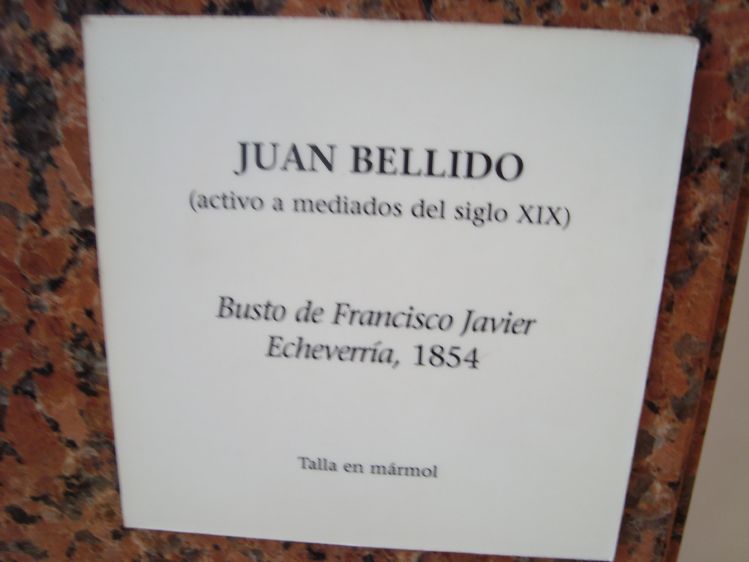 JUAN BELLIDO
(activo a mediados del siglo XIX)
Busto de Francisco Javier
Echeverría, 1854
Talla en mármol